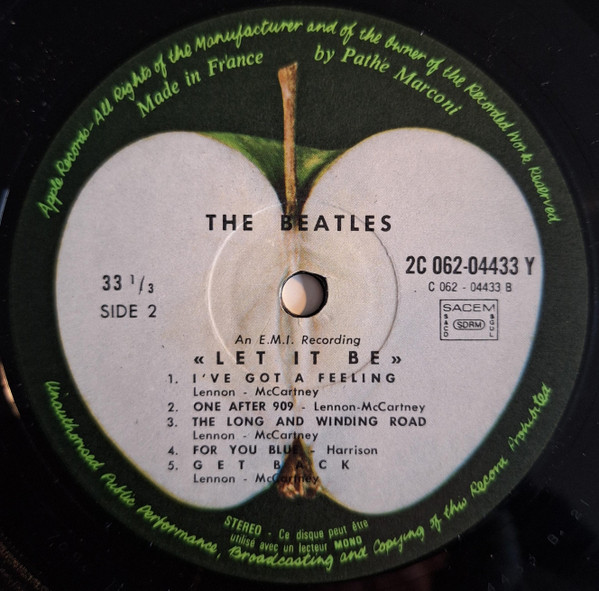 Apple Records-All Rights of the Manufacturer and of the Owner of the Recorded Work Reserved
Made in France by Pathé Marconi
THE BEATLES
33 1/3
SIDE 2
2C 062-04433 Y
C 062 - 04433 B
SACEM
SACD
SDRM
SGDL
An E.M.I. Recording
«LET IT BE»
1. I'VE GOT A FEELING
Lennon - McCartney
2. ONE AFTER 909 - Lennon-McCartney
3. THE LONG AND WINDING ROAD
Lennon - McCartney
4. FOR YOU BLUE - Harrison
5. GET BACK
Lennon - McCartney
STEREO - Ce disque peut être
utilisé avec un lecteur MONO
Unauthorised Public Performance, Broadcasting and Copying of this Record Prohibited